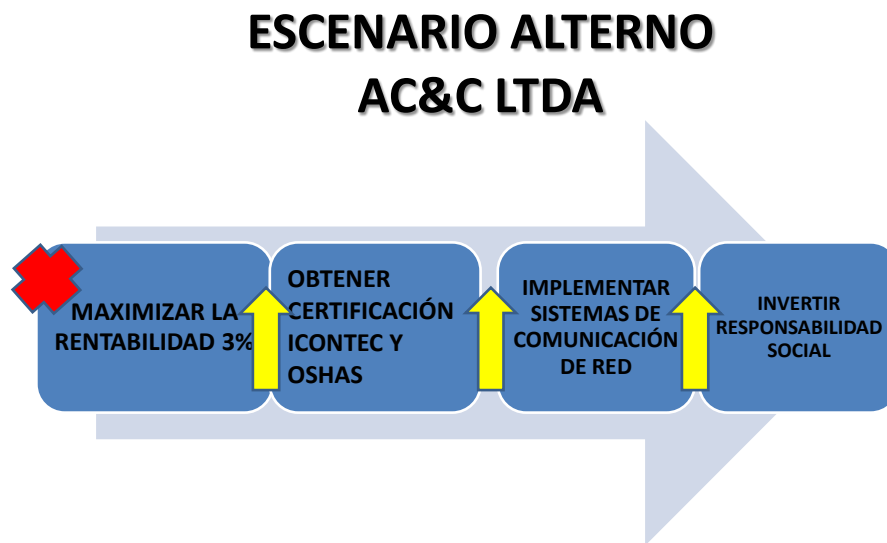 ESCENARIO ALTERNO
AC&C LTDA
MAXIMIZAR LA
RENTABILIDAD 3%
OBTENER
CERTIFICACIÓN
ICONTEC Y
OSHAS
IMPLEMENTAR
SISTEMAS DE
COMUNICACIÓN
DE RED
INVERTIR
RESPONSABILIDAD
SOCIAL